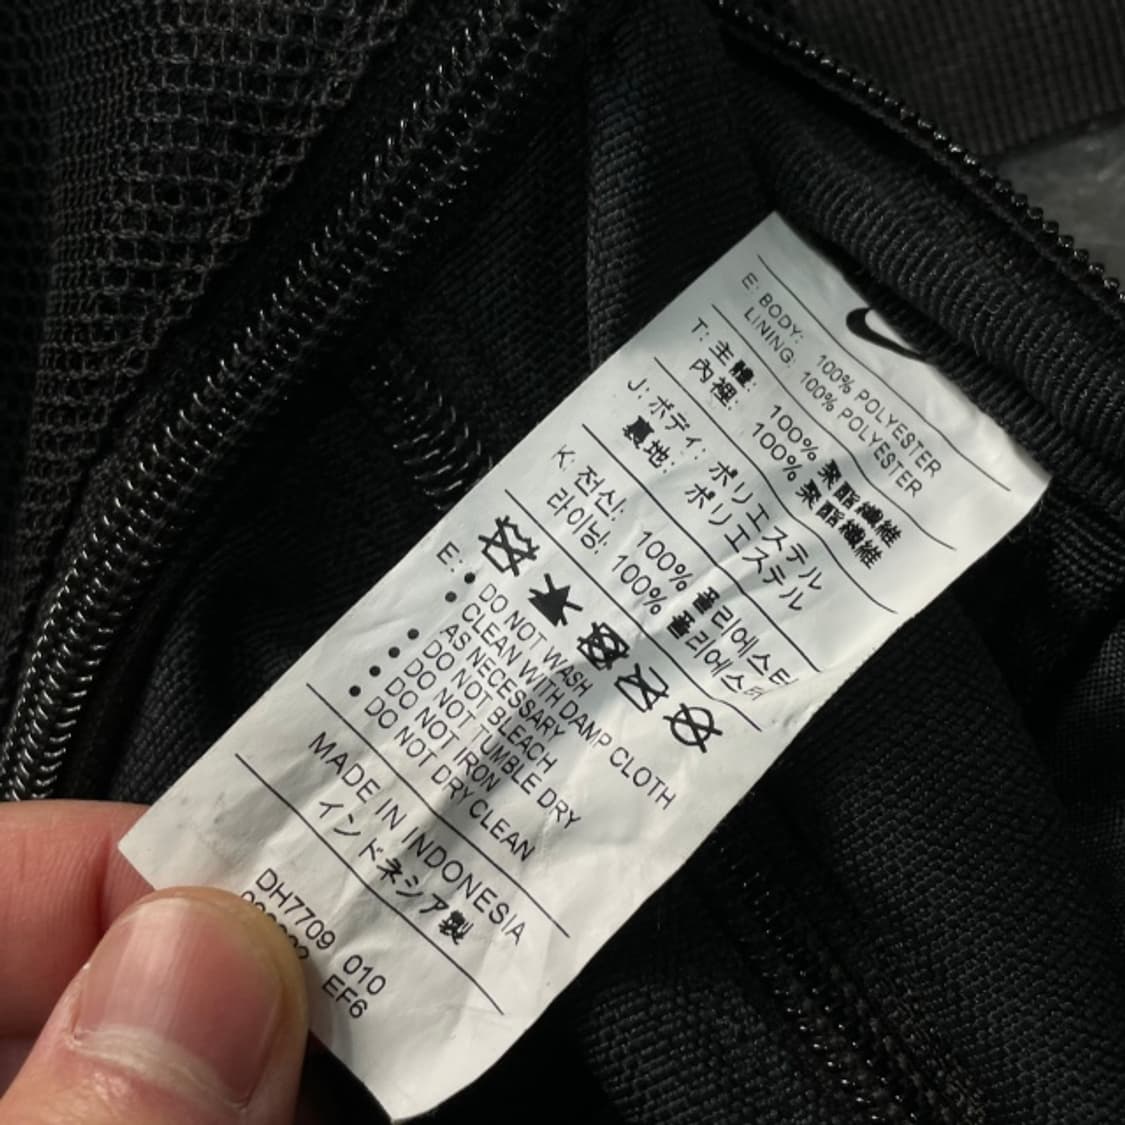 E: BODY: 100% POLYESTER
LINING: 100% POLYESTER
T: 主體: 100% 聚酯纖維
內裡: 100% 聚酯纖維
J: ボディ: ポリエステル
裏地: ポリエステル
K: 전신: 100% 폴리에스터
라이닝: 100% 폴리에스터
E: • DO NOT WASH
• CLEAN WITH DAMP CLOTH
AS NECESSARY
• DO NOT BLEACH
• DO NOT TUMBLE DRY
• DO NOT IRON
• DO NOT DRY CLEAN
MADE IN INDONESIA
インドネシア製
DH7709 010
EF6